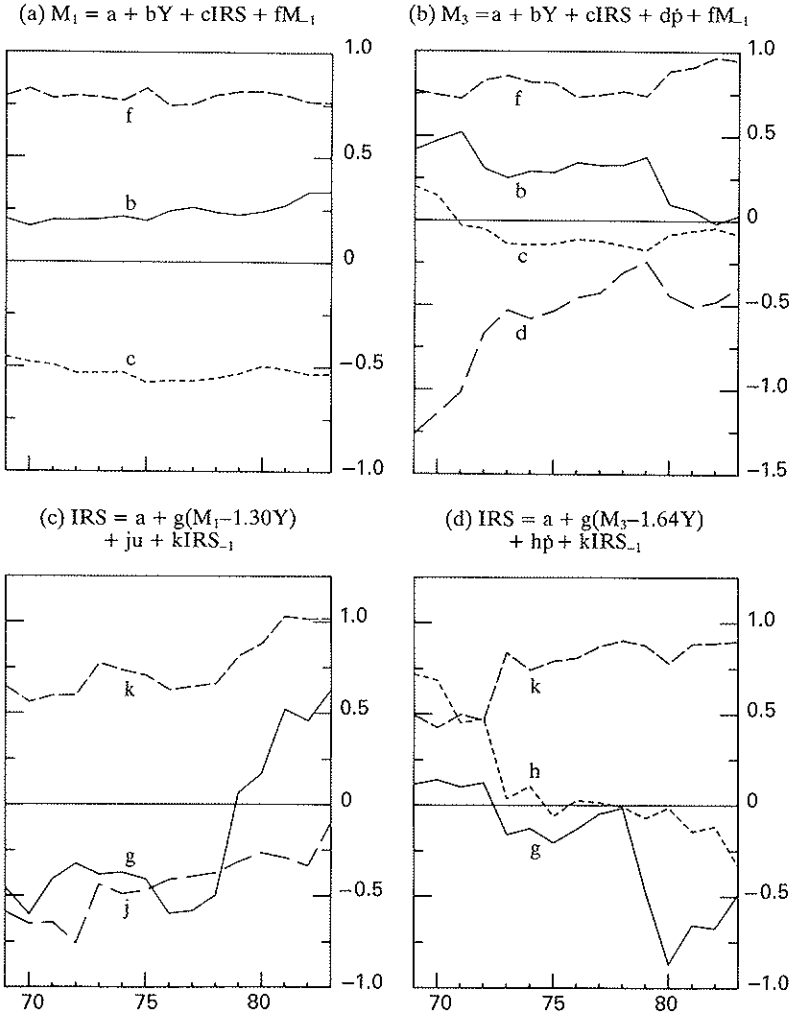 (a) M₁ = a + bY + cIRS + fM₋₁
(b) M₃ = a + bY + cIRS + dṗ + fM₋₁
1.0
0.5
0
−0.5
−1.0
f
b
c
1.0
0.5
0
−0.5
−1.0
−1.5
f
b
c
d
(c) IRS = a + g(M₁−1.30Y)
+ ju + kIRS₋₁
(d) IRS = a + g(M₃−1.64Y)
+ hṗ + kIRS₋₁
1.0
0.5
0
−0.5
−1.0
k
g
j
70
75
80
1.0
0.5
0
−0.5
−1.0
k
h
g
70
75
80